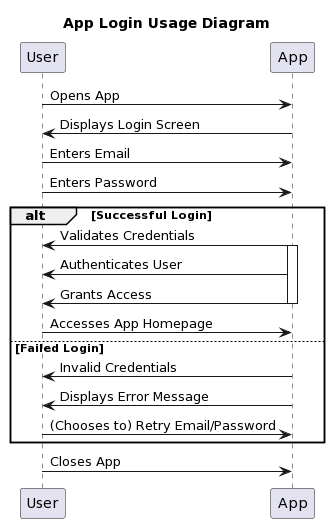 App Login Usage Diagram
User App
Opens App
Displays Login Screen
Enters Email
Enters Password
alt [Successful Login]
Validates Credentials
Authenticates User
Grants Access
Accesses App Homepage
[Failed Login]
Invalid Credentials
Displays Error Message
(Chooses to) Retry Email/Password
Closes App
User App